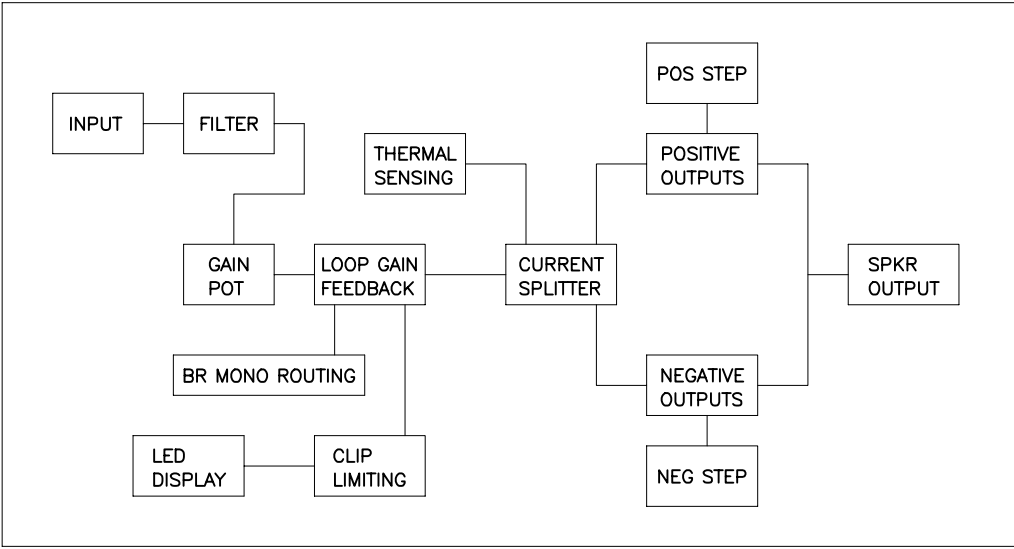 POS STEP
INPUT
FILTER
THERMAL
SENSING
POSITIVE
OUTPUTS
GAIN
POT
LOOP GAIN
FEEDBACK
CURRENT
SPLITTER
SPKR
OUTPUT
BR MONO ROUTING
NEGATIVE
OUTPUTS
LED
DISPLAY
CLIP
LIMITING
NEG STEP